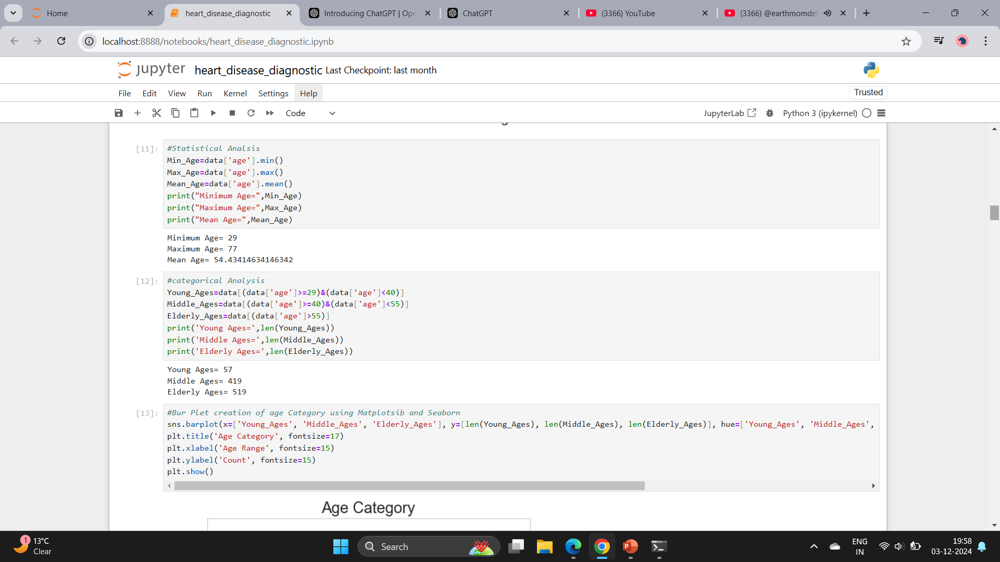 Home
heart_disease_diagnostic
Introducing ChatGPT | Ope
ChatGPT
(3366) YouTube
(3366) @earthmomdel
localhost:8888/notebooks/heart_disease_diagnostic.ipynb
jupyter heart_disease_diagnostic Last Checkpoint: last month
File Edit View Run Kernel Settings Help
Trusted
Code
JupyterLab
Python 3 (ipykernel)
[11]:
#Statistical Analsis
Min_Age=data['age'].min()
Max_Age=data['age'].max()
Mean_Age=data['age'].mean()
print("Minimum Age=",Min_Age)
print("Maximum Age=",Max_Age)
print("Mean Age=",Mean_Age)
Minimum Age= 29
Maximum Age= 77
Mean Age= 54.43414634146342
[12]:
#categorical Analysis
Young_Ages=data[(data['age']>=29)&(data['age']<40)]
Middle_Ages=data[(data['age']>=40)&(data['age']<55)]
Elderly_Ages=data[(data['age']>55)]
print('Young Ages=',len(Young_Ages))
print('Middle Ages=',len(Middle_Ages))
print('Elderly Ages=',len(Elderly_Ages))
Young Ages= 57
Middle Ages= 419
Elderly Ages= 519
[13]:
#Bur Plet creation of age Category using Matplotsib and Seaborn
sns.barplot(x=['Young_Ages', 'Middle_Ages', 'Elderly_Ages'], y=[len(Young_Ages), len(Middle_Ages), len(Elderly_Ages)], hue=['Young_Ages', 'Middle_Ages',
plt.title('Age Category', fontsize=17)
plt.xlabel('Age Range', fontsize=15)
plt.ylabel('Count', fontsize=15)
plt.show()
Age Category
1
13°C
Clear
Search
P
ENG
IN
19:58
03-12-2024